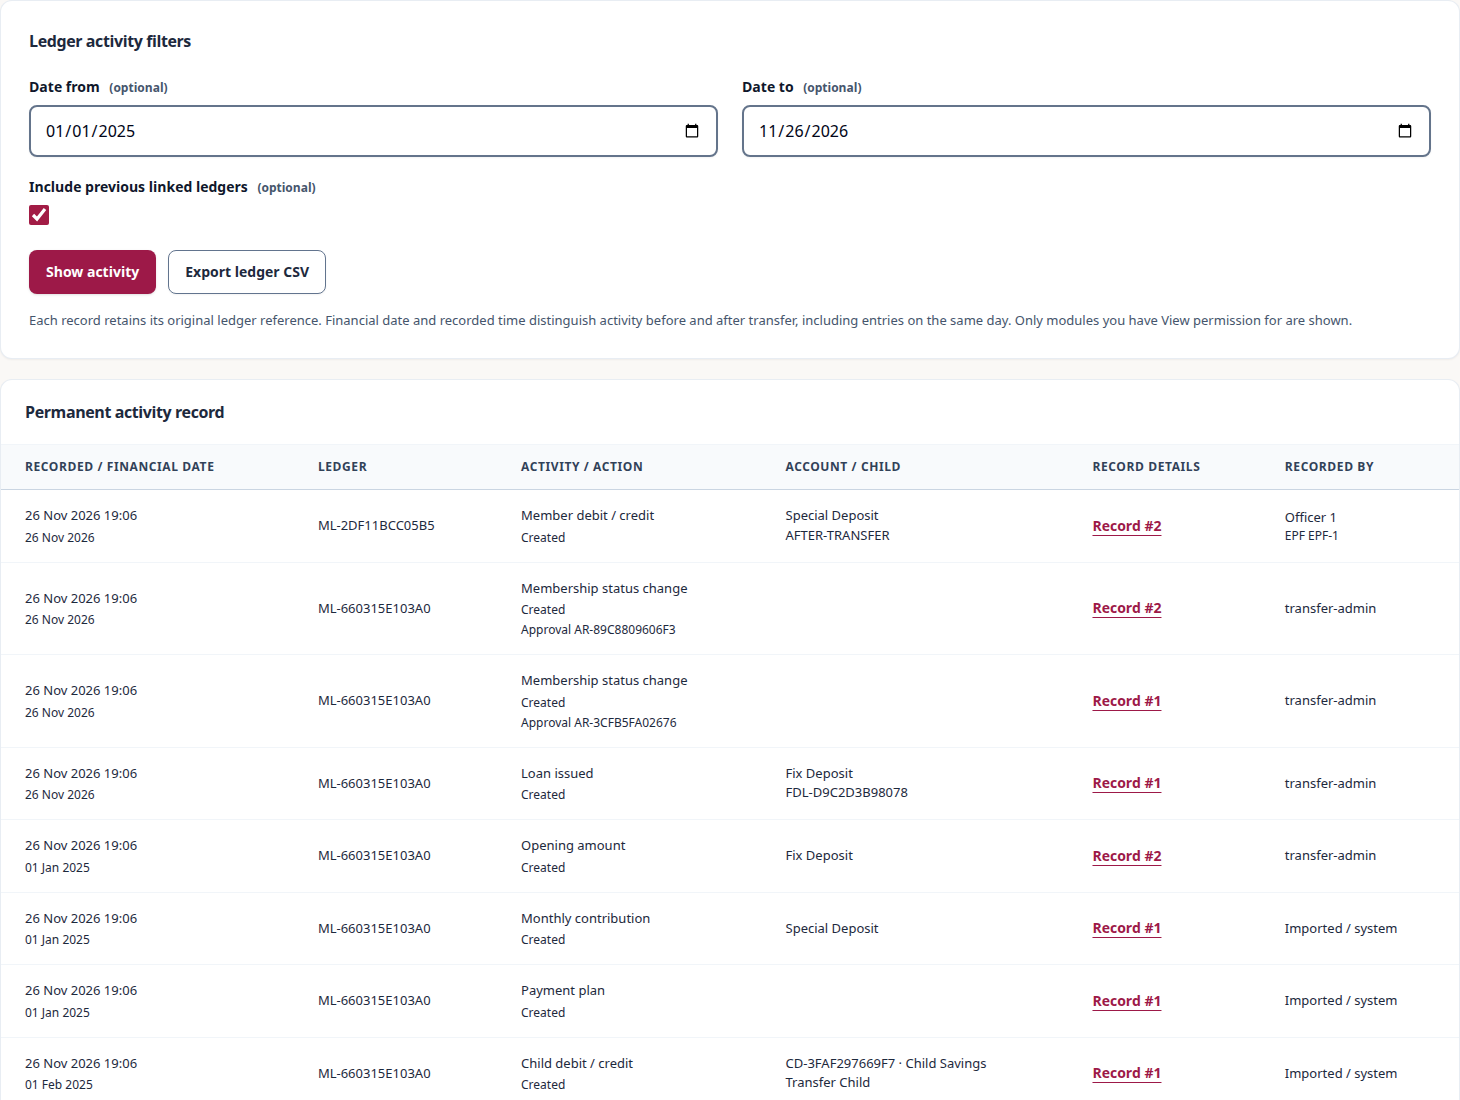 Ledger activity filters
Date from (optional)
Date to (optional)
01/01/2025
11/26/2026
Include previous linked ledgers (optional)
Show activity
Export ledger CSV
Each record retains its original ledger reference. Financial date and recorded time distinguish activity before and after transfer, including entries on the same day. Only modules you have View permission for are shown.
Permanent activity record
RECORDED / FINANCIAL DATE LEDGER ACTIVITY / ACTION ACCOUNT / CHILD RECORD DETAILS RECORDED BY
26 Nov 2026 19:06
26 Nov 2026
ML-2DF11BCC05B5
Member debit / credit
Created
Special Deposit
AFTER-TRANSFER
Record #2
Officer 1
EPF EPF-1
26 Nov 2026 19:06
26 Nov 2026
ML-660315E103A0
Membership status change
Created
Approval AR-89C8809606F3
Record #2
transfer-admin
26 Nov 2026 19:06
26 Nov 2026
ML-660315E103A0
Membership status change
Created
Approval AR-3CFB5FA02676
Record #1
transfer-admin
26 Nov 2026 19:06
26 Nov 2026
ML-660315E103A0
Loan issued
Created
Fix Deposit
FDL-D9C2D3B98078
Record #1
transfer-admin
26 Nov 2026 19:06
01 Jan 2025
ML-660315E103A0
Opening amount
Created
Fix Deposit
Record #2
transfer-admin
26 Nov 2026 19:06
01 Jan 2025
ML-660315E103A0
Monthly contribution
Created
Special Deposit
Record #1
Imported / system
26 Nov 2026 19:06
01 Jan 2025
ML-660315E103A0
Payment plan
Created
Record #1
Imported / system
26 Nov 2026 19:06
01 Feb 2025
ML-660315E103A0
Child debit / credit
Created
CD-3FAF297669F7 · Child Savings
Transfer Child
Record #1
Imported / system